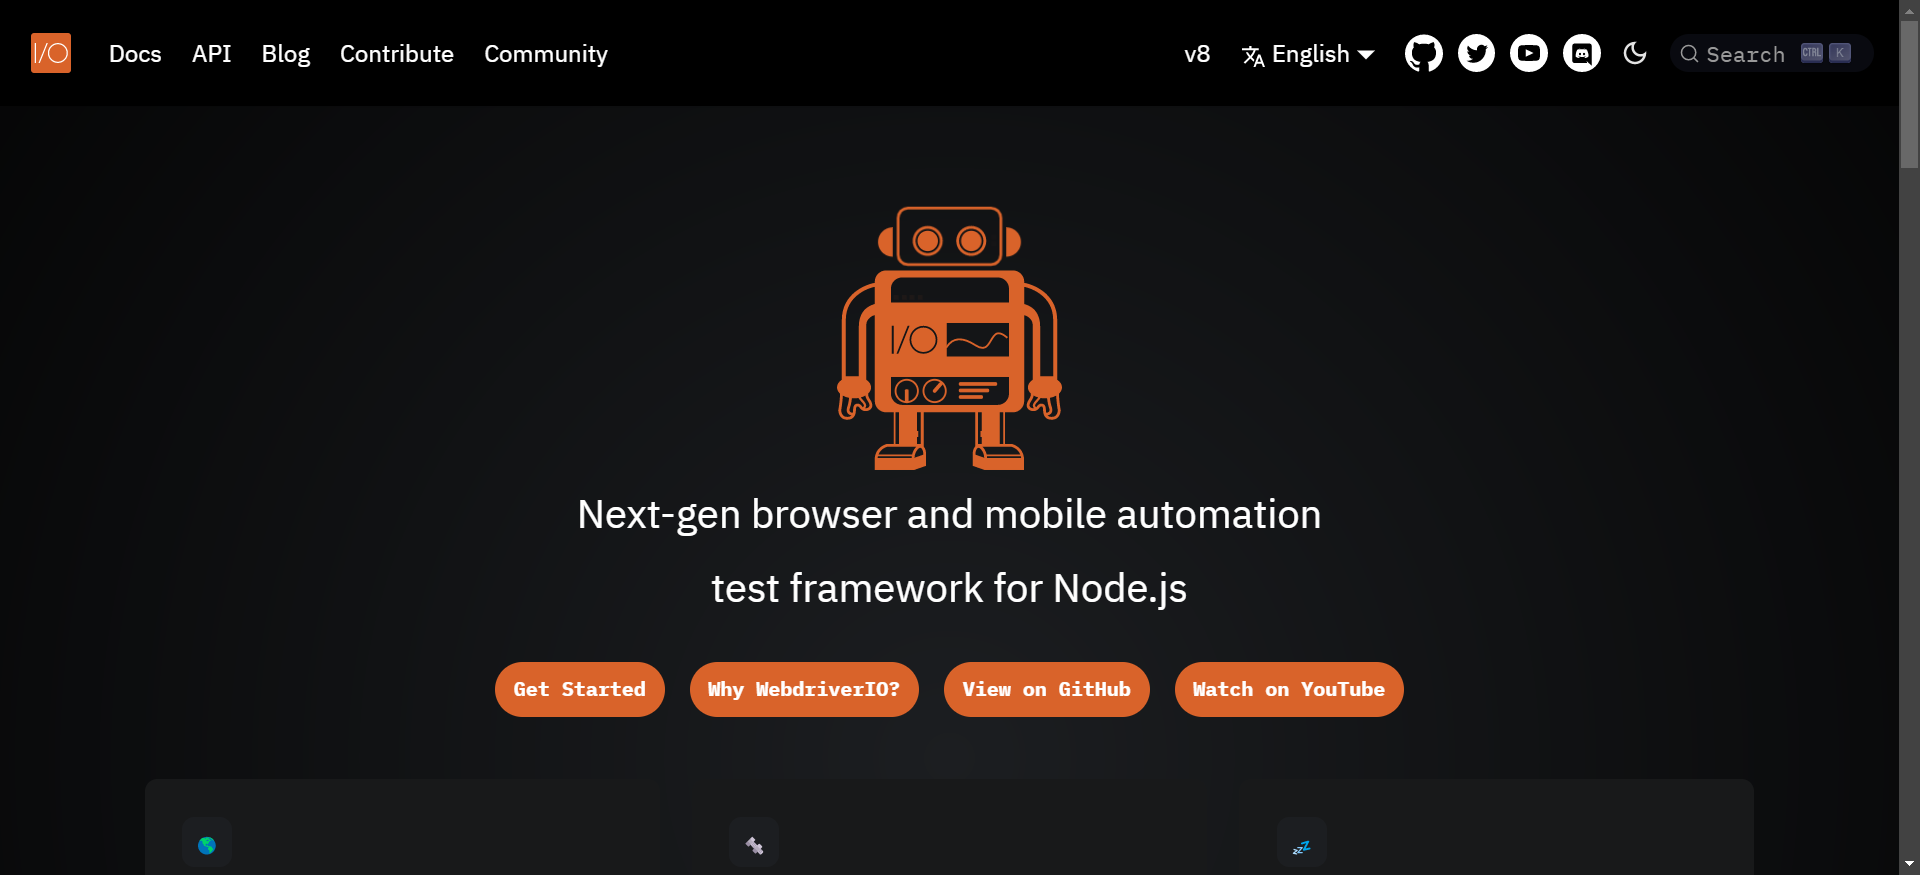 I/O Docs API Blog Contribute Community v8 English Search CTRL K
I/O
Next-gen browser and mobile automation
test framework for Node.js
Get Started Why WebdriverIO? View on GitHub Watch on YouTube